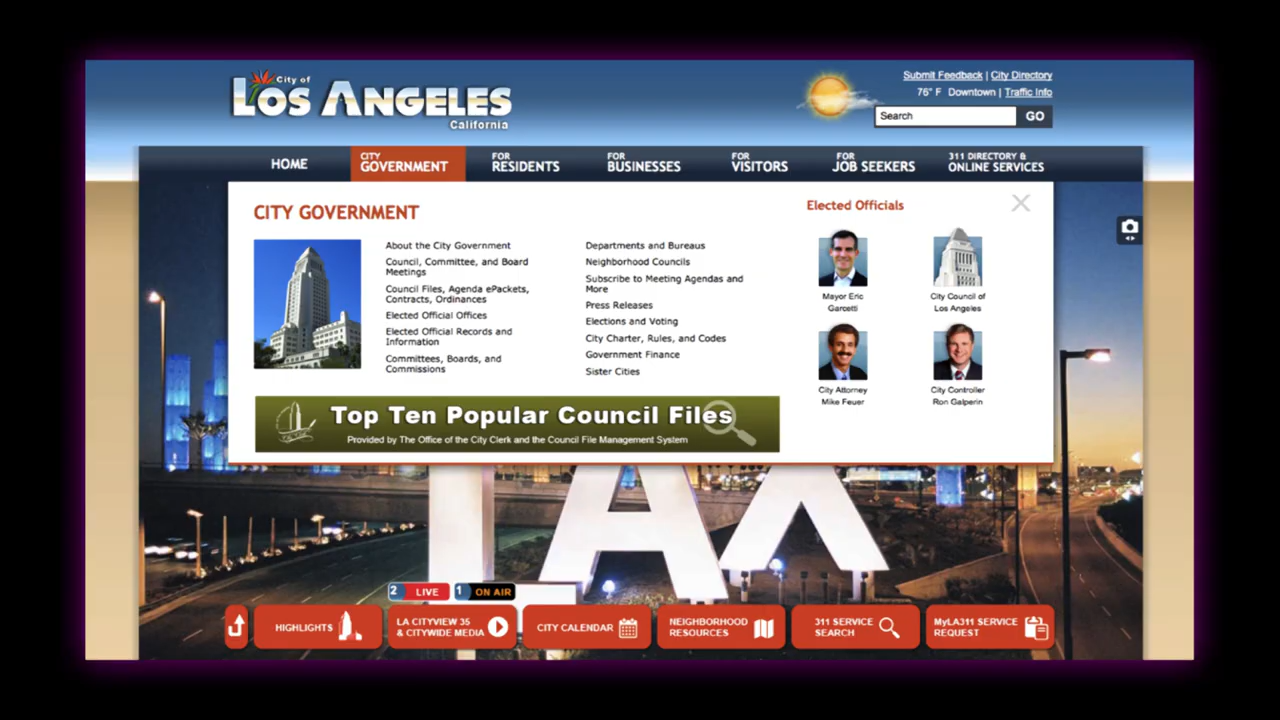 City of
LOS ANGELES
California
Submit Feedback | City Directory
76° F Downtown | Traffic Info
Search
GO
HOME
CITY
GOVERNMENT
FOR
RESIDENTS
FOR
BUSINESSES
FOR
VISITORS
FOR
JOB SEEKERS
311 DIRECTORY &
ONLINE SERVICES
CITY GOVERNMENT
About the City Government
Council, Committee, and Board
Meetings
Council Files, Agenda ePackets,
Contracts, Ordinances
Elected Official Offices
Elected Official Records and
Information
Committees, Boards, and
Commissions
Departments and Bureaus
Neighborhood Councils
Subscribe to Meeting Agendas and
More
Press Releases
Elections and Voting
City Charter, Rules, and Codes
Government Finance
Sister Cities
Elected Officials
Mayor Eric
Garcetti
City Council of
Los Angeles
City Attorney
Mike Feuer
City Controller
Ron Galperin
Top Ten Popular Council Files
Provided by The Office of the City Clerk and the Council File Management System
LAX
2 LIVE
1 ON AIR
HIGHLIGHTS
LA CITYVIEW 35
& CITYWIDE MEDIA
CITY CALENDAR
NEIGHBORHOOD
RESOURCES
311 SERVICE
SEARCH
MyLA311 SERVICE
REQUEST